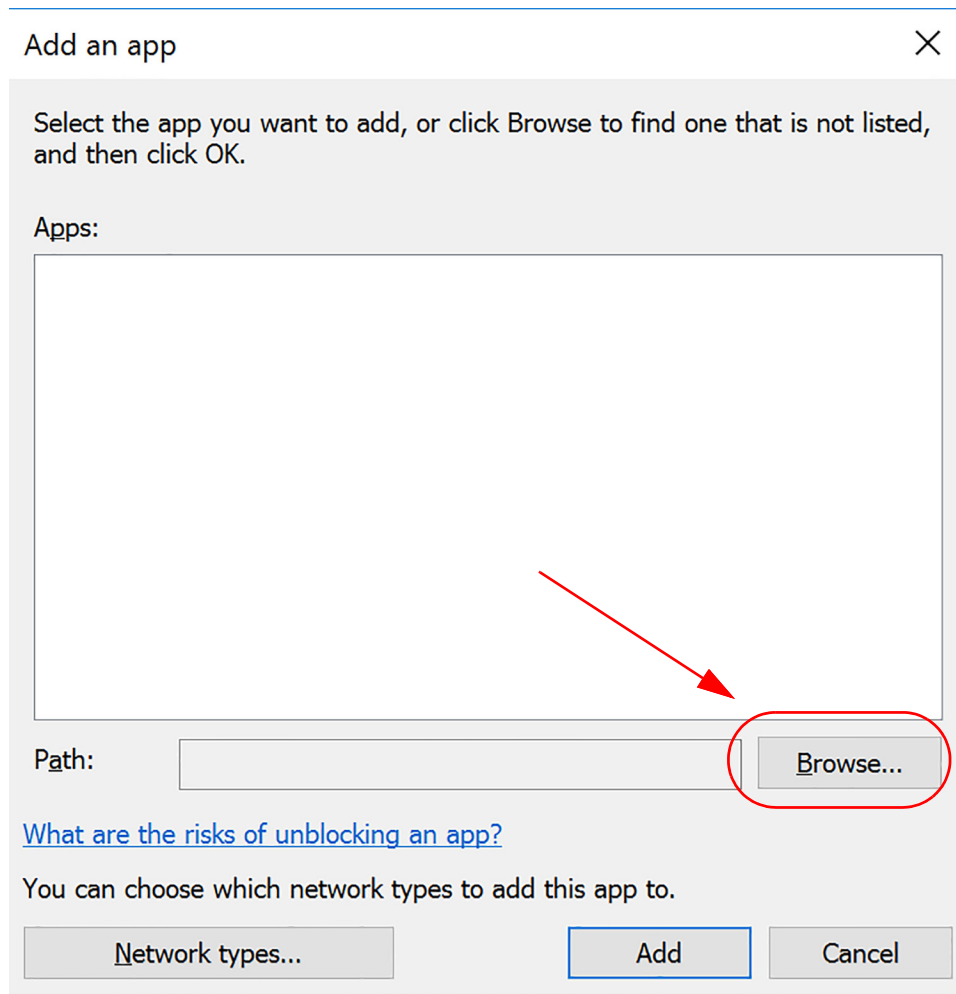 Add an app
Select the app you want to add, or click Browse to find one that is not listed,
and then click OK.
Apps:
Path:
Browse...
What are the risks of unblocking an app?
You can choose which network types to add this app to.
Network types...
Add
Cancel